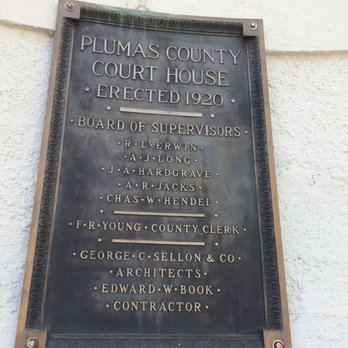 PLUMAS COUNTY
COURT HOUSE
· ERECTED 1920 ·
· BOARD OF SUPERVISORS ·
· R · L · ERWIN ·
· A · J · LONG ·
· J · A · HARDGRAVE ·
· A · R · JACKS ·
CHAS · W · HENDEL
· F · R · YOUNG · COUNTY CLERK ·
· GEORGE · C · SELLON & CO ·
· ARCHITECTS ·
· EDWARD · W · BOOK ·
· CONTRACTOR ·